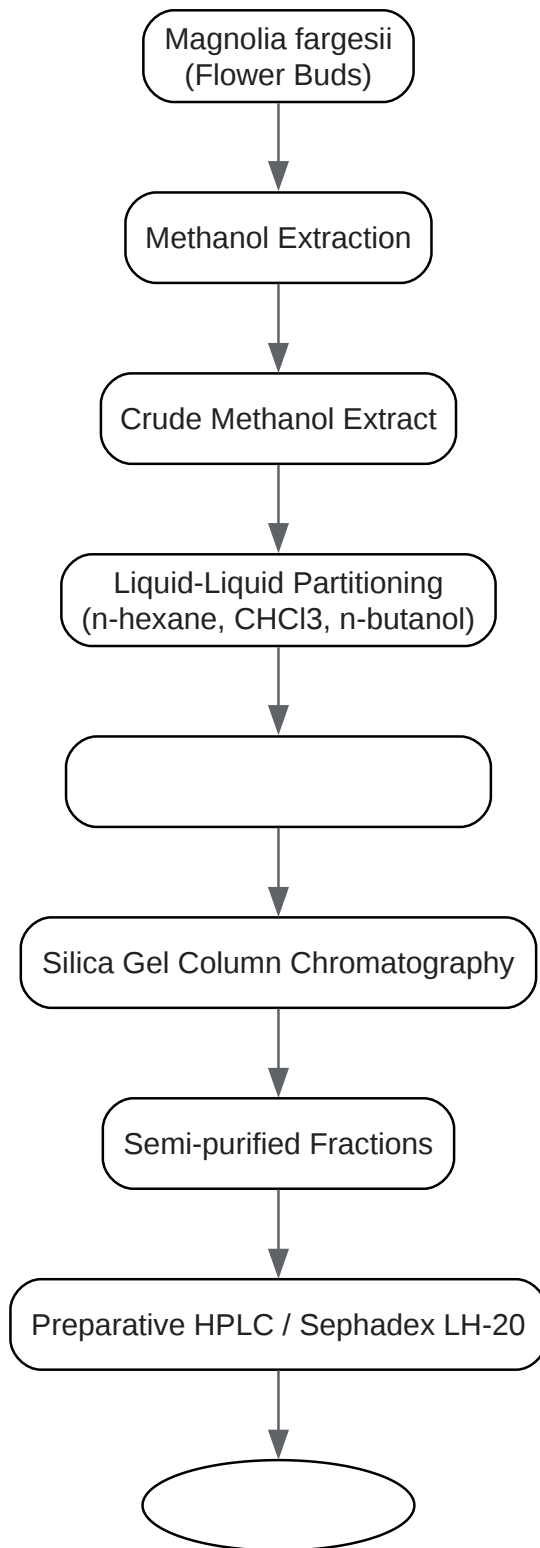 Magnolia fargesii
(Flower Buds)
Methanol Extraction
Crude Methanol Extract
Liquid-Liquid Partitioning
(n-hexane, CHCl3, n-butanol)
Silica Gel Column Chromatography
Semi-purified Fractions
Preparative HPLC / Sephadex LH-20